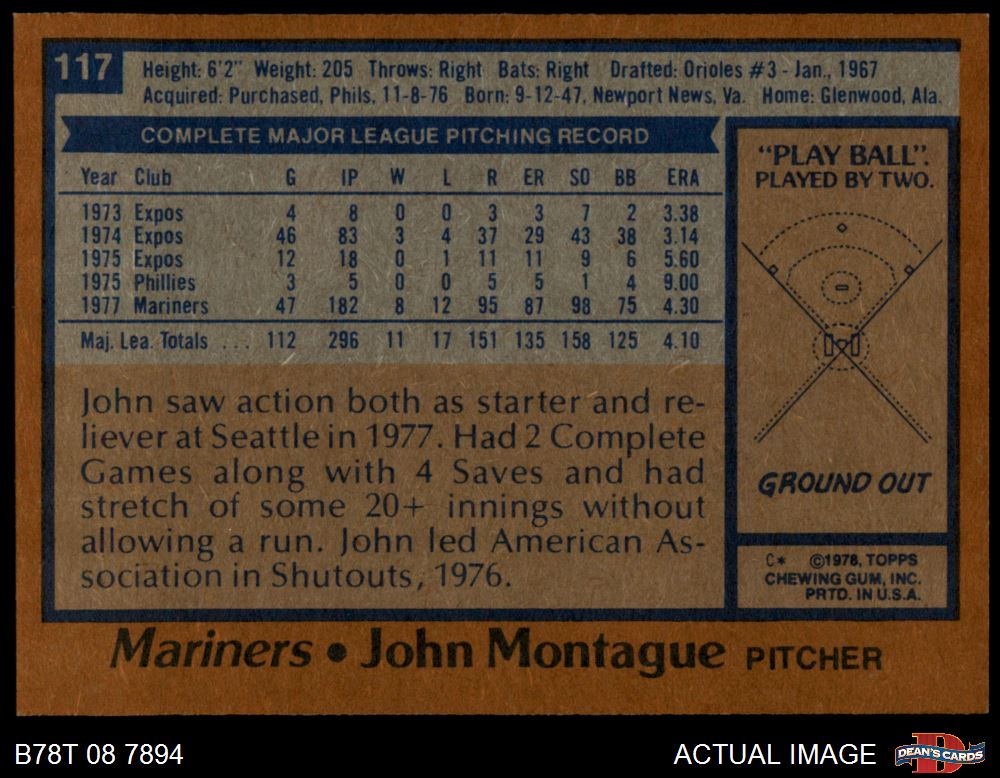 117
Height: 6'2" Weight: 205 Throws: Right Bats: Right Drafted: Orioles #3 - Jan., 1967
Acquired: Purchased, Phils, 11-8-76 Born: 9-12-47, Newport News, Va. Home: Glenwood, Ala.
COMPLETE MAJOR LEAGUE PITCHING RECORD
Year Club G IP W L R ER SO BB ERA
1973 Expos 4 8 0 0 3 3 7 2 3.38
1974 Expos 46 83 3 4 37 29 43 38 3.14
1975 Expos 12 18 0 1 11 11 9 6 5.60
1975 Phillies 3 5 0 0 5 5 1 4 9.00
1977 Mariners 47 182 8 12 95 87 98 75 4.30
Maj. Lea. Totals ... 112 296 11 17 151 135 158 125 4.10
John saw action both as starter and re-
liever at Seattle in 1977. Had 2 Complete
Games along with 4 Saves and had
stretch of some 20+ innings without
allowing a run. John led American As-
sociation in Shutouts, 1976.
"PLAY BALL".
PLAYED BY TWO.
GROUND OUT
C* ©1978, TOPPS
CHEWING GUM, INC.
PRTD. IN U.S.A.
Mariners • John Montague PITCHER
B78T 08 7894
ACTUAL IMAGE
DEAN'S CARDS